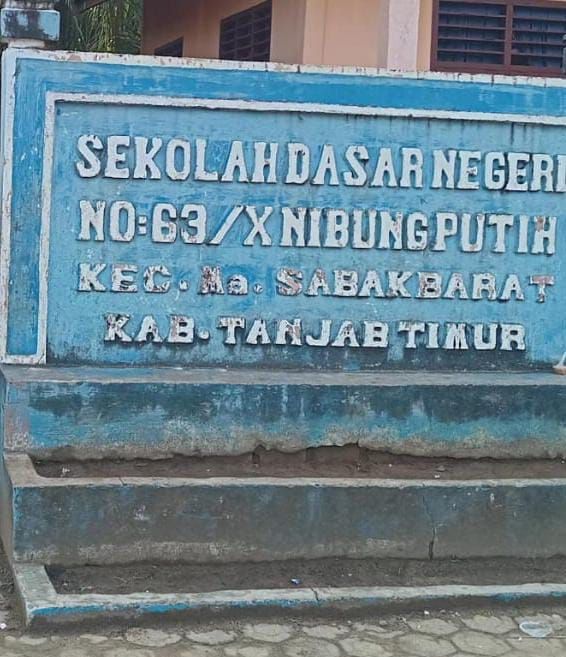 SEKOLAH DASAR NEGERI
NO:63/X NIBUNG PUTIH
KEC. Ma. SABAK BARAT
KAB. TANJAB TIMUR